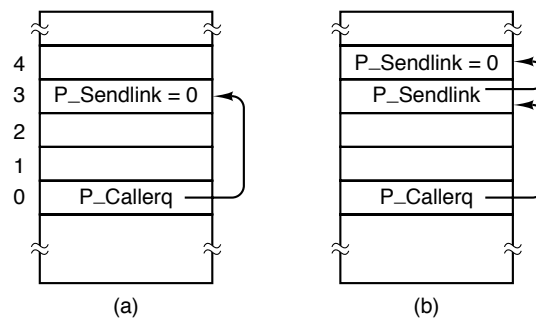 4
P_Sendlink = 0
3
P_Sendlink = 0
P_Sendlink
2
1
0
P_Callerq
P_Callerq
(a)
(b)